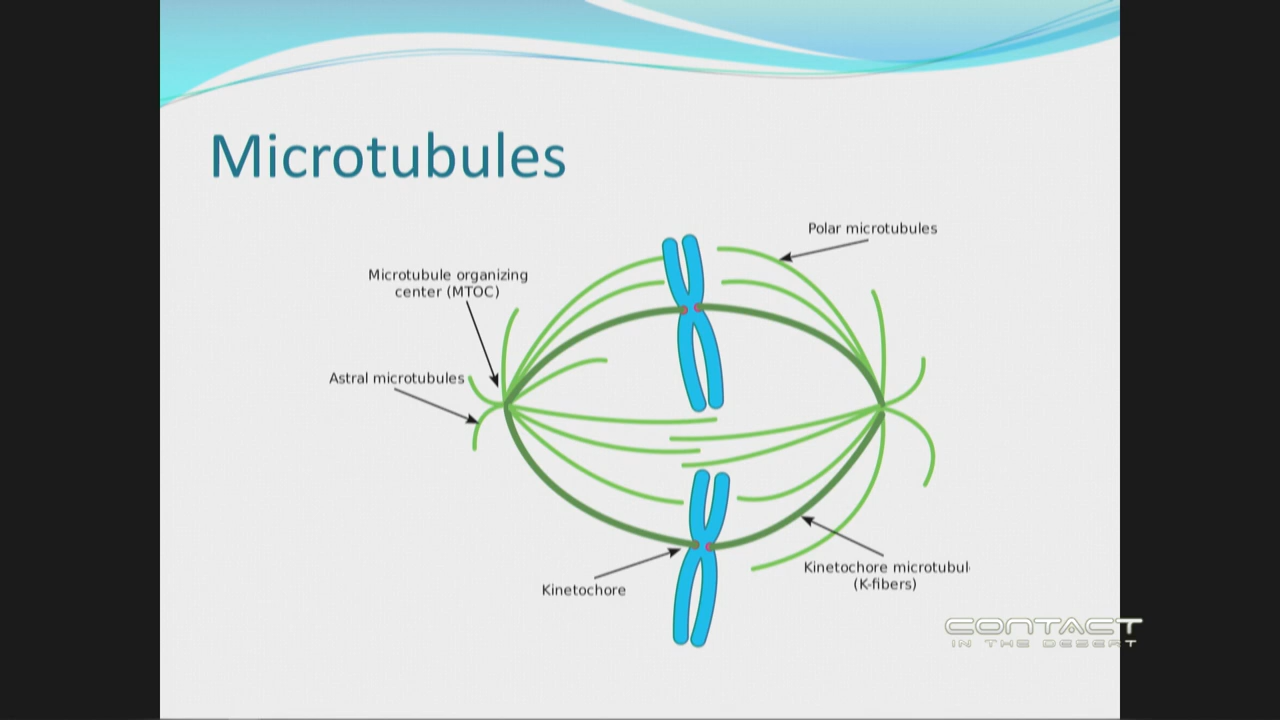 Microtubules
Polar microtubules
Microtubule organizing
center (MTOC)
Astral microtubules
Kinetochore microtubul
(K-fibers)
Kinetochore
CONTACT
IN THE DESERT